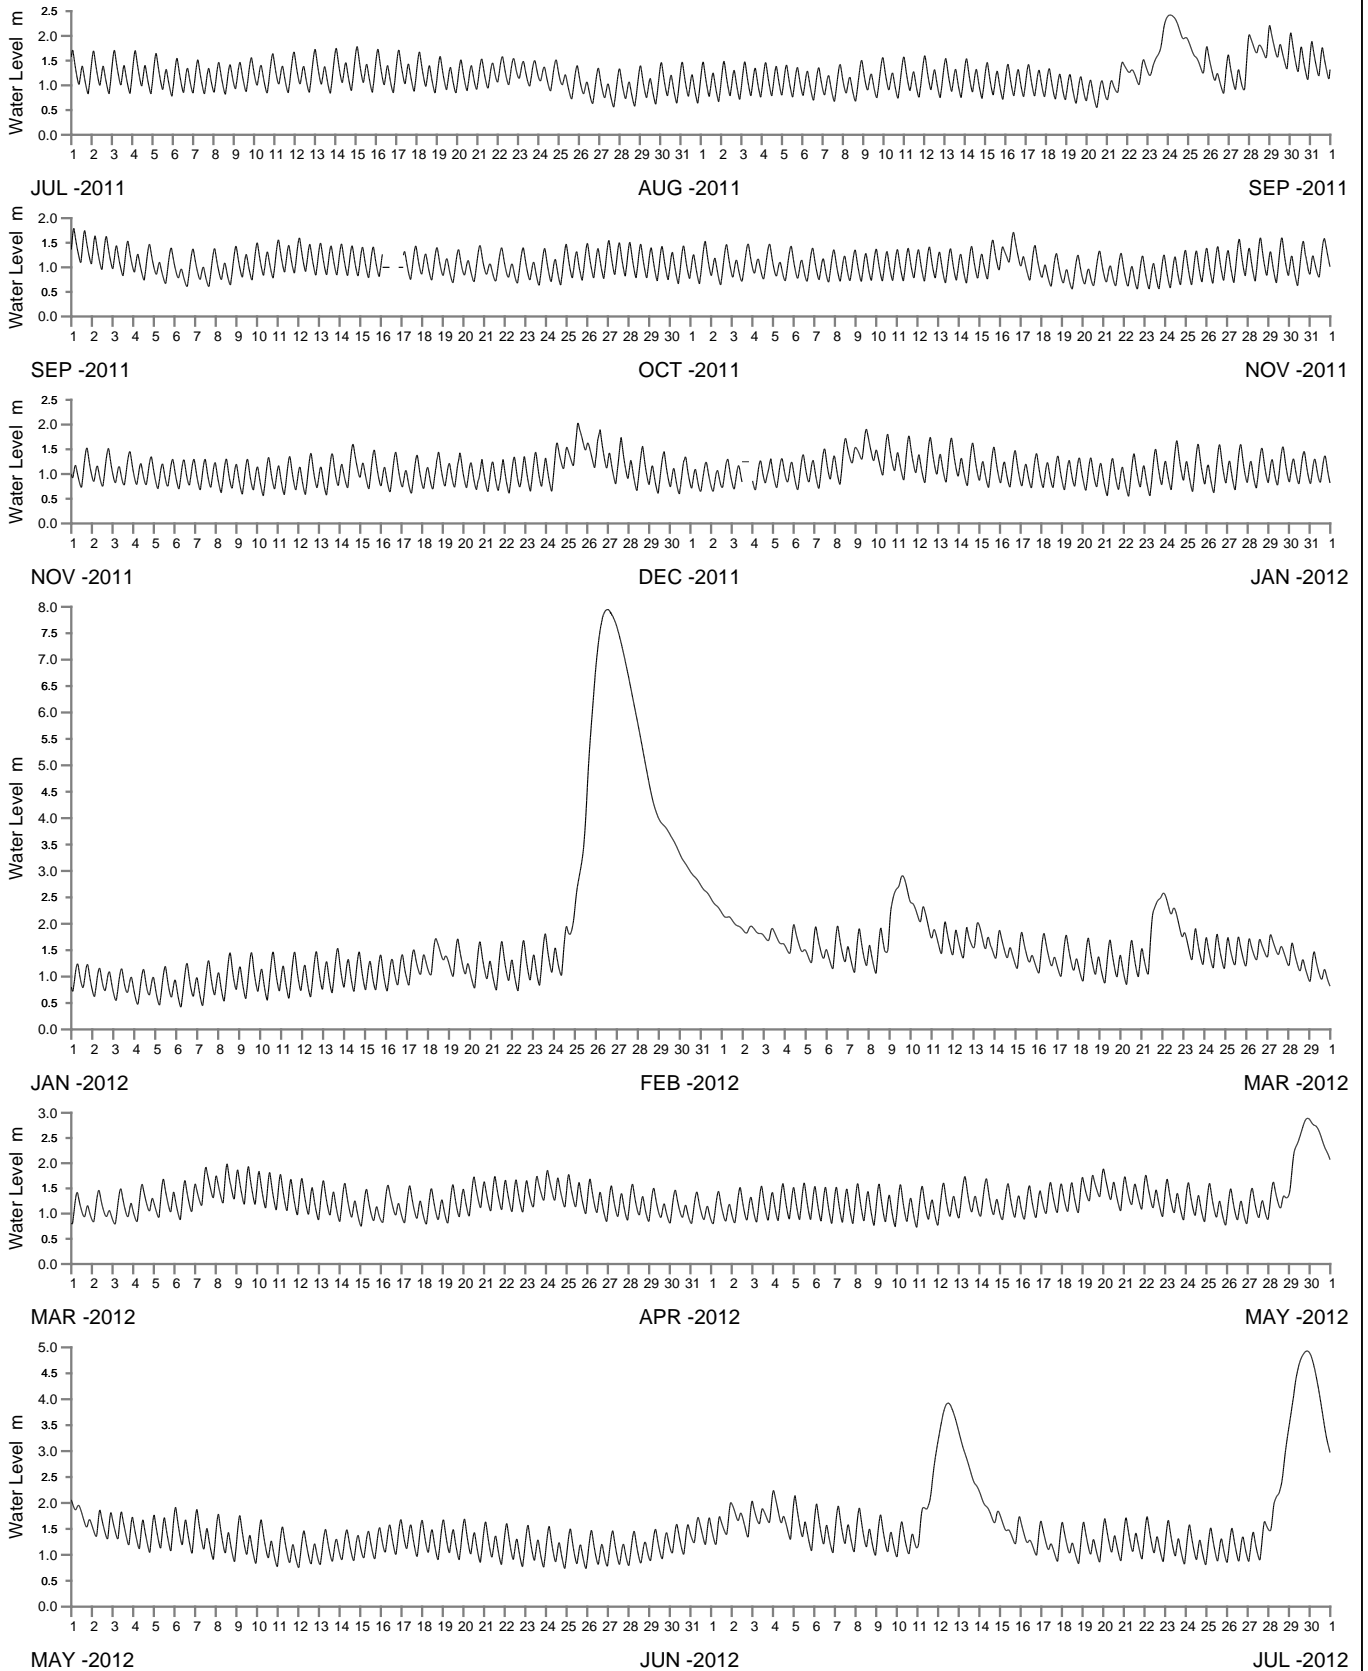 2.5
2.0
1.5
1.0
0.5
0.0
Water Level m
1 2 3 4 5 6 7 8 9 10 11 12 13 14 15 16 17 18 19 20 21 22 23 24 25 26 27 28 29 30 31 1 2 3 4 5 6 7 8 9 10 11 12 13 14 15 16 17 18 19 20 21 22 23 24 25 26 27 28 29 30 31 1
JUL -2011 AUG -2011 SEP -2011
2.0
1.5
1.0
0.5
0.0
Water Level m
1 2 3 4 5 6 7 8 9 10 11 12 13 14 15 16 17 18 19 20 21 22 23 24 25 26 27 28 29 30 1 2 3 4 5 6 7 8 9 10 11 12 13 14 15 16 17 18 19 20 21 22 23 24 25 26 27 28 29 30 31 1
SEP -2011 OCT -2011 NOV -2011
2.5
2.0
1.5
1.0
0.5
0.0
Water Level m
1 2 3 4 5 6 7 8 9 10 11 12 13 14 15 16 17 18 19 20 21 22 23 24 25 26 27 28 29 30 1 2 3 4 5 6 7 8 9 10 11 12 13 14 15 16 17 18 19 20 21 22 23 24 25 26 27 28 29 30 31 1
NOV -2011 DEC -2011 JAN -2012
8.0
7.5
7.0
6.5
6.0
5.5
5.0
4.5
4.0
3.5
3.0
2.5
2.0
1.5
1.0
0.5
0.0
Water Level m
1 2 3 4 5 6 7 8 9 10 11 12 13 14 15 16 17 18 19 20 21 22 23 24 25 26 27 28 29 30 31 1 2 3 4 5 6 7 8 9 10 11 12 13 14 15 16 17 18 19 20 21 22 23 24 25 26 27 28 29 1
JAN -2012 FEB -2012 MAR -2012
3.0
2.5
2.0
1.5
1.0
0.5
0.0
Water Level m
1 2 3 4 5 6 7 8 9 10 11 12 13 14 15 16 17 18 19 20 21 22 23 24 25 26 27 28 29 30 31 1 2 3 4 5 6 7 8 9 10 11 12 13 14 15 16 17 18 19 20 21 22 23 24 25 26 27 28 29 30 1
MAR -2012 APR -2012 MAY -2012
5.0
4.5
4.0
3.5
3.0
2.5
2.0
1.5
1.0
0.5
0.0
Water Level m
1 2 3 4 5 6 7 8 9 10 11 12 13 14 15 16 17 18 19 20 21 22 23 24 25 26 27 28 29 30 31 1 2 3 4 5 6 7 8 9 10 11 12 13 14 15 16 17 18 19 20 21 22 23 24 25 26 27 28 29 30 1
MAY -2012 JUN -2012 JUL -2012